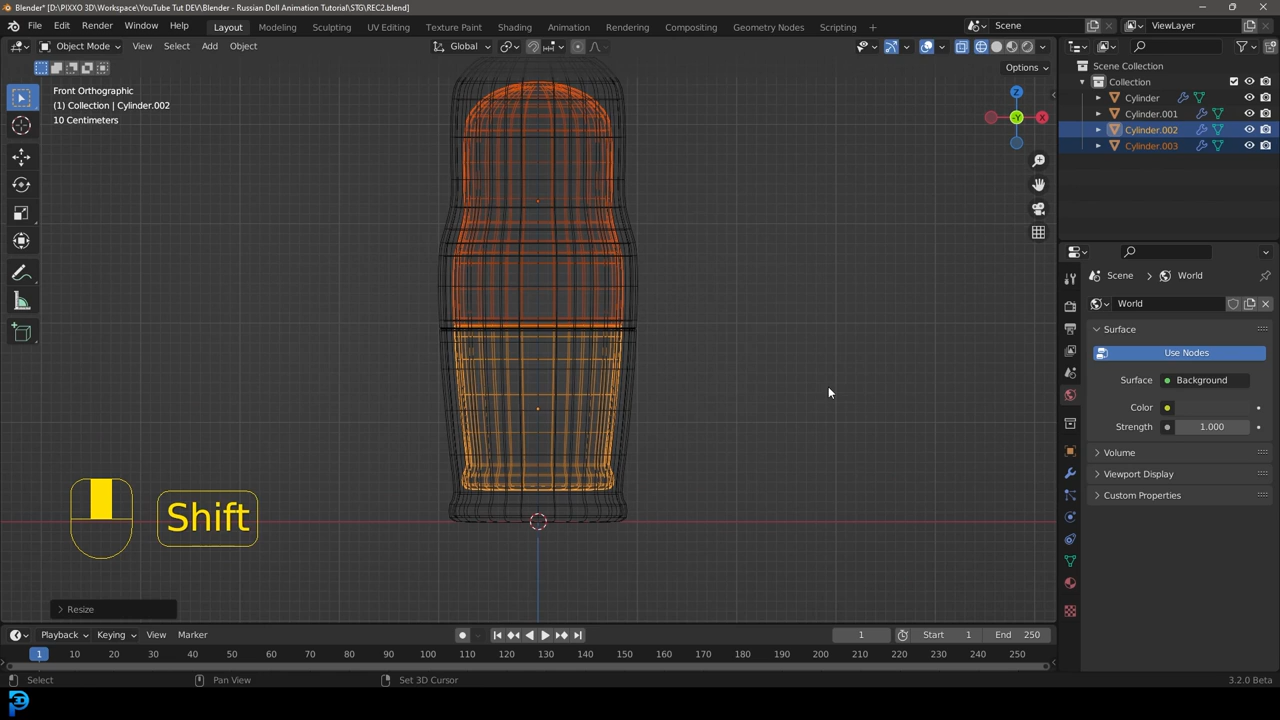 Blender* [D:\PIXXO 3D\Workspace\YouTube Tut DEV\Blender - Russian Doll Animation Tutorial\STG\REC2.blend]
File Edit Render Window Help Layout Modeling Sculpting UV Editing Texture Paint Shading Animation Rendering Compositing Geometry Nodes Scripting Scene ViewLayer
Object Mode View Select Add Object Global
Options
Scene Collection
Collection
Cylinder
Cylinder.001
Cylinder.002
Cylinder.003
Front Orthographic
(1) Collection | Cylinder.002
10 Centimeters
Z
-Y
X
Scene World
World
Surface
Use Nodes
Surface Background
Color
Strength 1.000
Volume
Viewport Display
Custom Properties
Shift
Resize
Playback Keying View Marker 1 Start 1 End 250
1 10 20 30 40 50 60 70 80 90 100 110 120 130 140 150 160 170 180 190 200 210 220 230 240 250
Select Pan View Set 3D Cursor 3.2.0 Beta